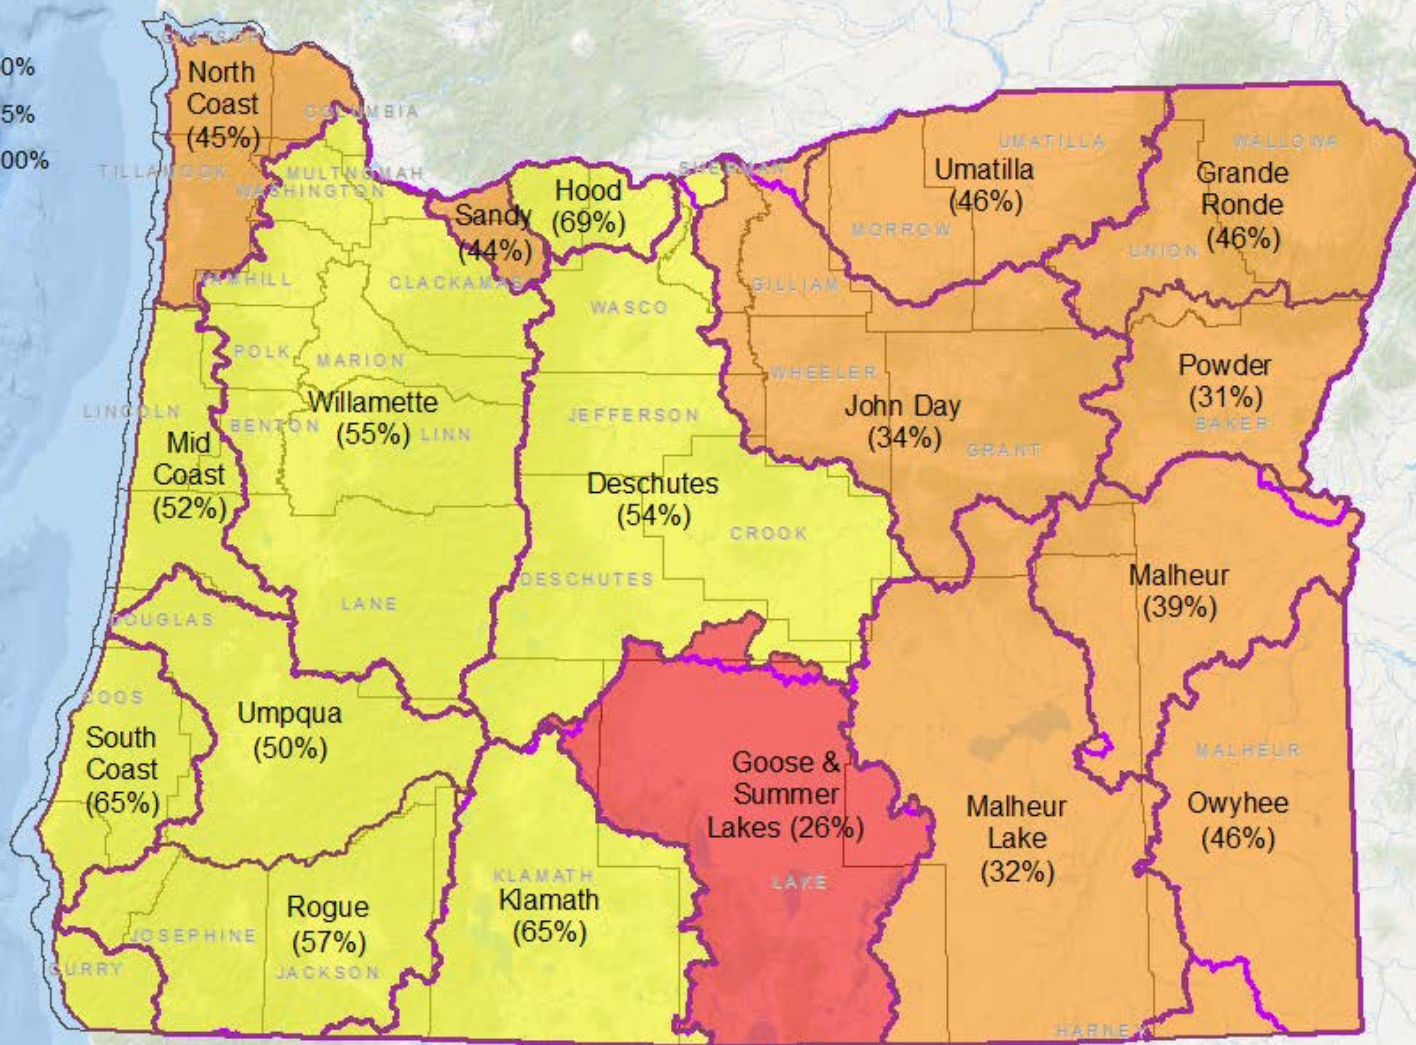 0%
5%
00%
North
Coast
(45%)
COLUMBIA
TILLAMOOK
MULTNOMAH
WASHINGTON
Sandy
(44%)
Hood
(69%)
SHERMAN
UMATILLA
Umatilla
(46%)
MORROW
WALLOWA
Grande
Ronde
(46%)
UNION
YAMHILL
CLACKAMAS
WASCO
GILLIAM
POLK
MARION
Willamette
(55%)
BENTON
LINN
LINCOLN
Mid
Coast
(52%)
JEFFERSON
Deschutes
(54%)
CROOK
DESCHUTES
WHEELER
John Day
(34%)
GRANT
Powder
(31%)
BAKER
Malheur
(39%)
LANE
DOUGLAS
COOS
South
Coast
(65%)
Umpqua
(50%)
Goose &
Summer
Lakes (26%)
LAKE
Malheur
Lake
(32%)
MALHEUR
Owyhee
(46%)
KLAMATH
Klamath
(65%)
Rogue
(57%)
JOSEPHINE
JACKSON
CURRY
HARNEY